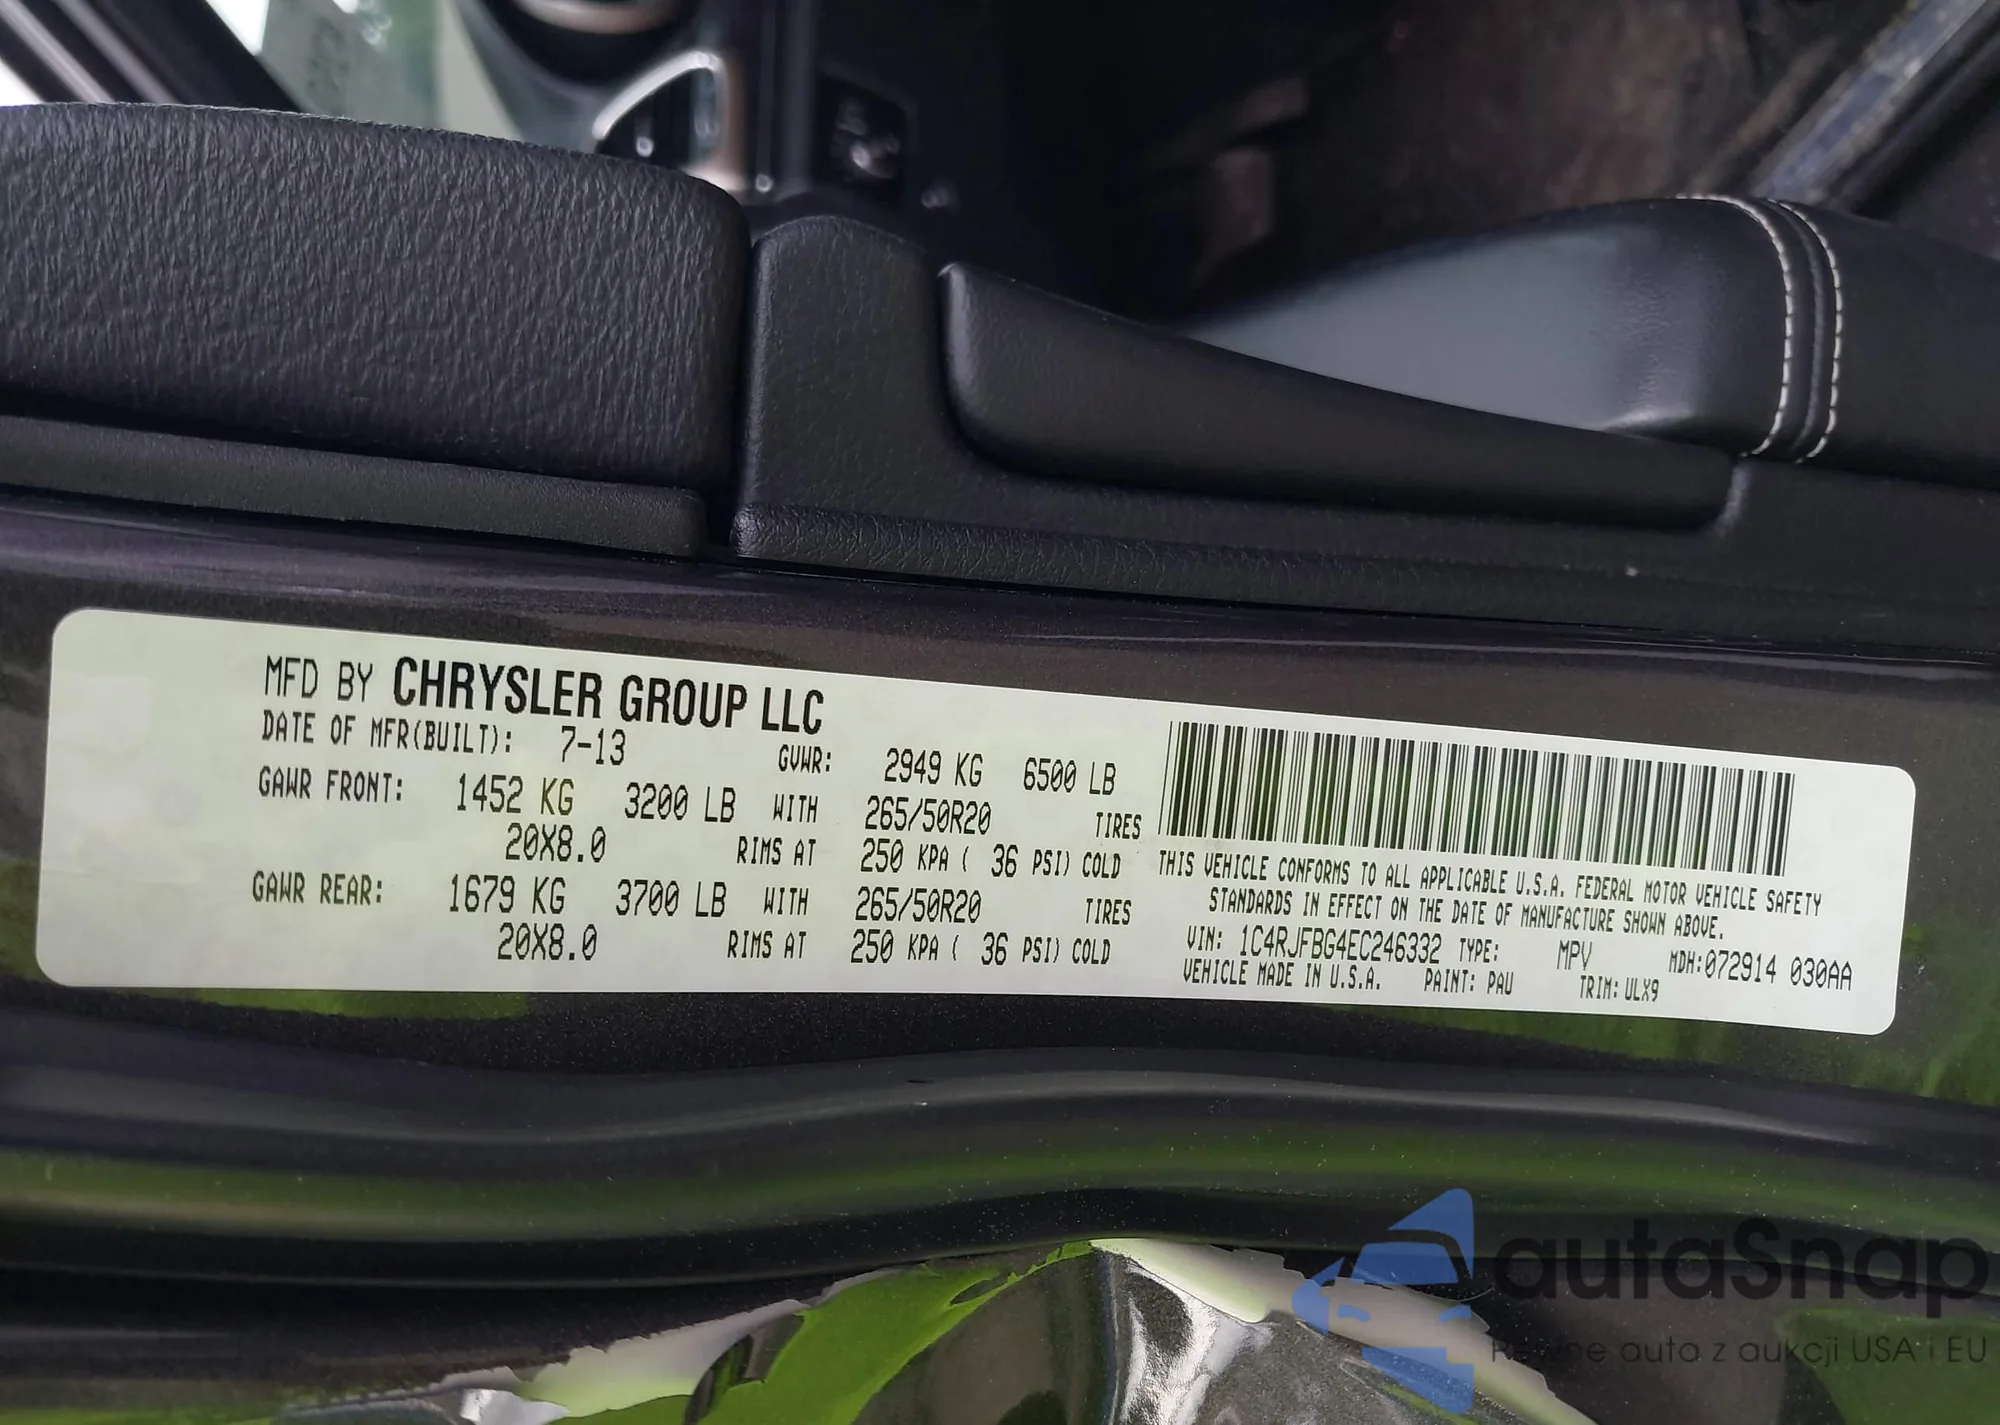 MFD BY CHRYSLER GROUP LLC
DATE OF MFR(BUILT): 7-13 GVWR: 2949 KG 6500 LB
GAWR FRONT: 1452 KG 3200 LB WITH 265/50R20 TIRES
20X8.0 RIMS AT 250 KPA ( 36 PSI) COLD
GAWR REAR: 1679 KG 3700 LB WITH 265/50R20 TIRES
20X8.0 RIMS AT 250 KPA ( 36 PSI) COLD
THIS VEHICLE CONFORMS TO ALL APPLICABLE U.S.A. FEDERAL MOTOR VEHICLE SAFETY
STANDARDS IN EFFECT ON THE DATE OF MANUFACTURE SHOWN ABOVE.
VIN: 1C4RJFBG4EC246332 TYPE: MPV MDH:072914 030AA
VEHICLE MADE IN U.S.A. PAINT: PAU TRIM: ULX9
autaSnap
Pewne auta z aukcji USA i EU